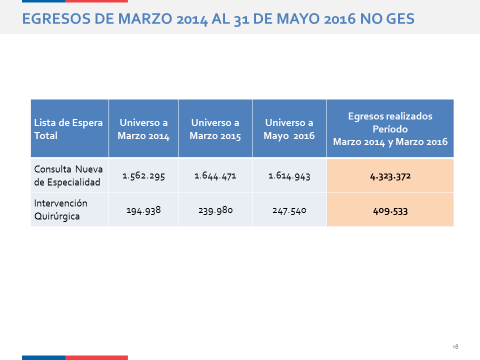 EGRESOS DE MARZO 2014 AL 31 DE MAYO 2016 NO GES
Lista de Espera
Total
Universo a
Marzo 2014
Universo a
Marzo 2015
Universo a
Mayo 2016
Egresos realizados
Período
Marzo 2014 y Marzo 2016
Consulta Nueva
de Especialidad
1.562.295
1.644.471
1.614.943
4.323.372
Intervención
Quirúrgica
194.938
239.980
247.540
409.533
18